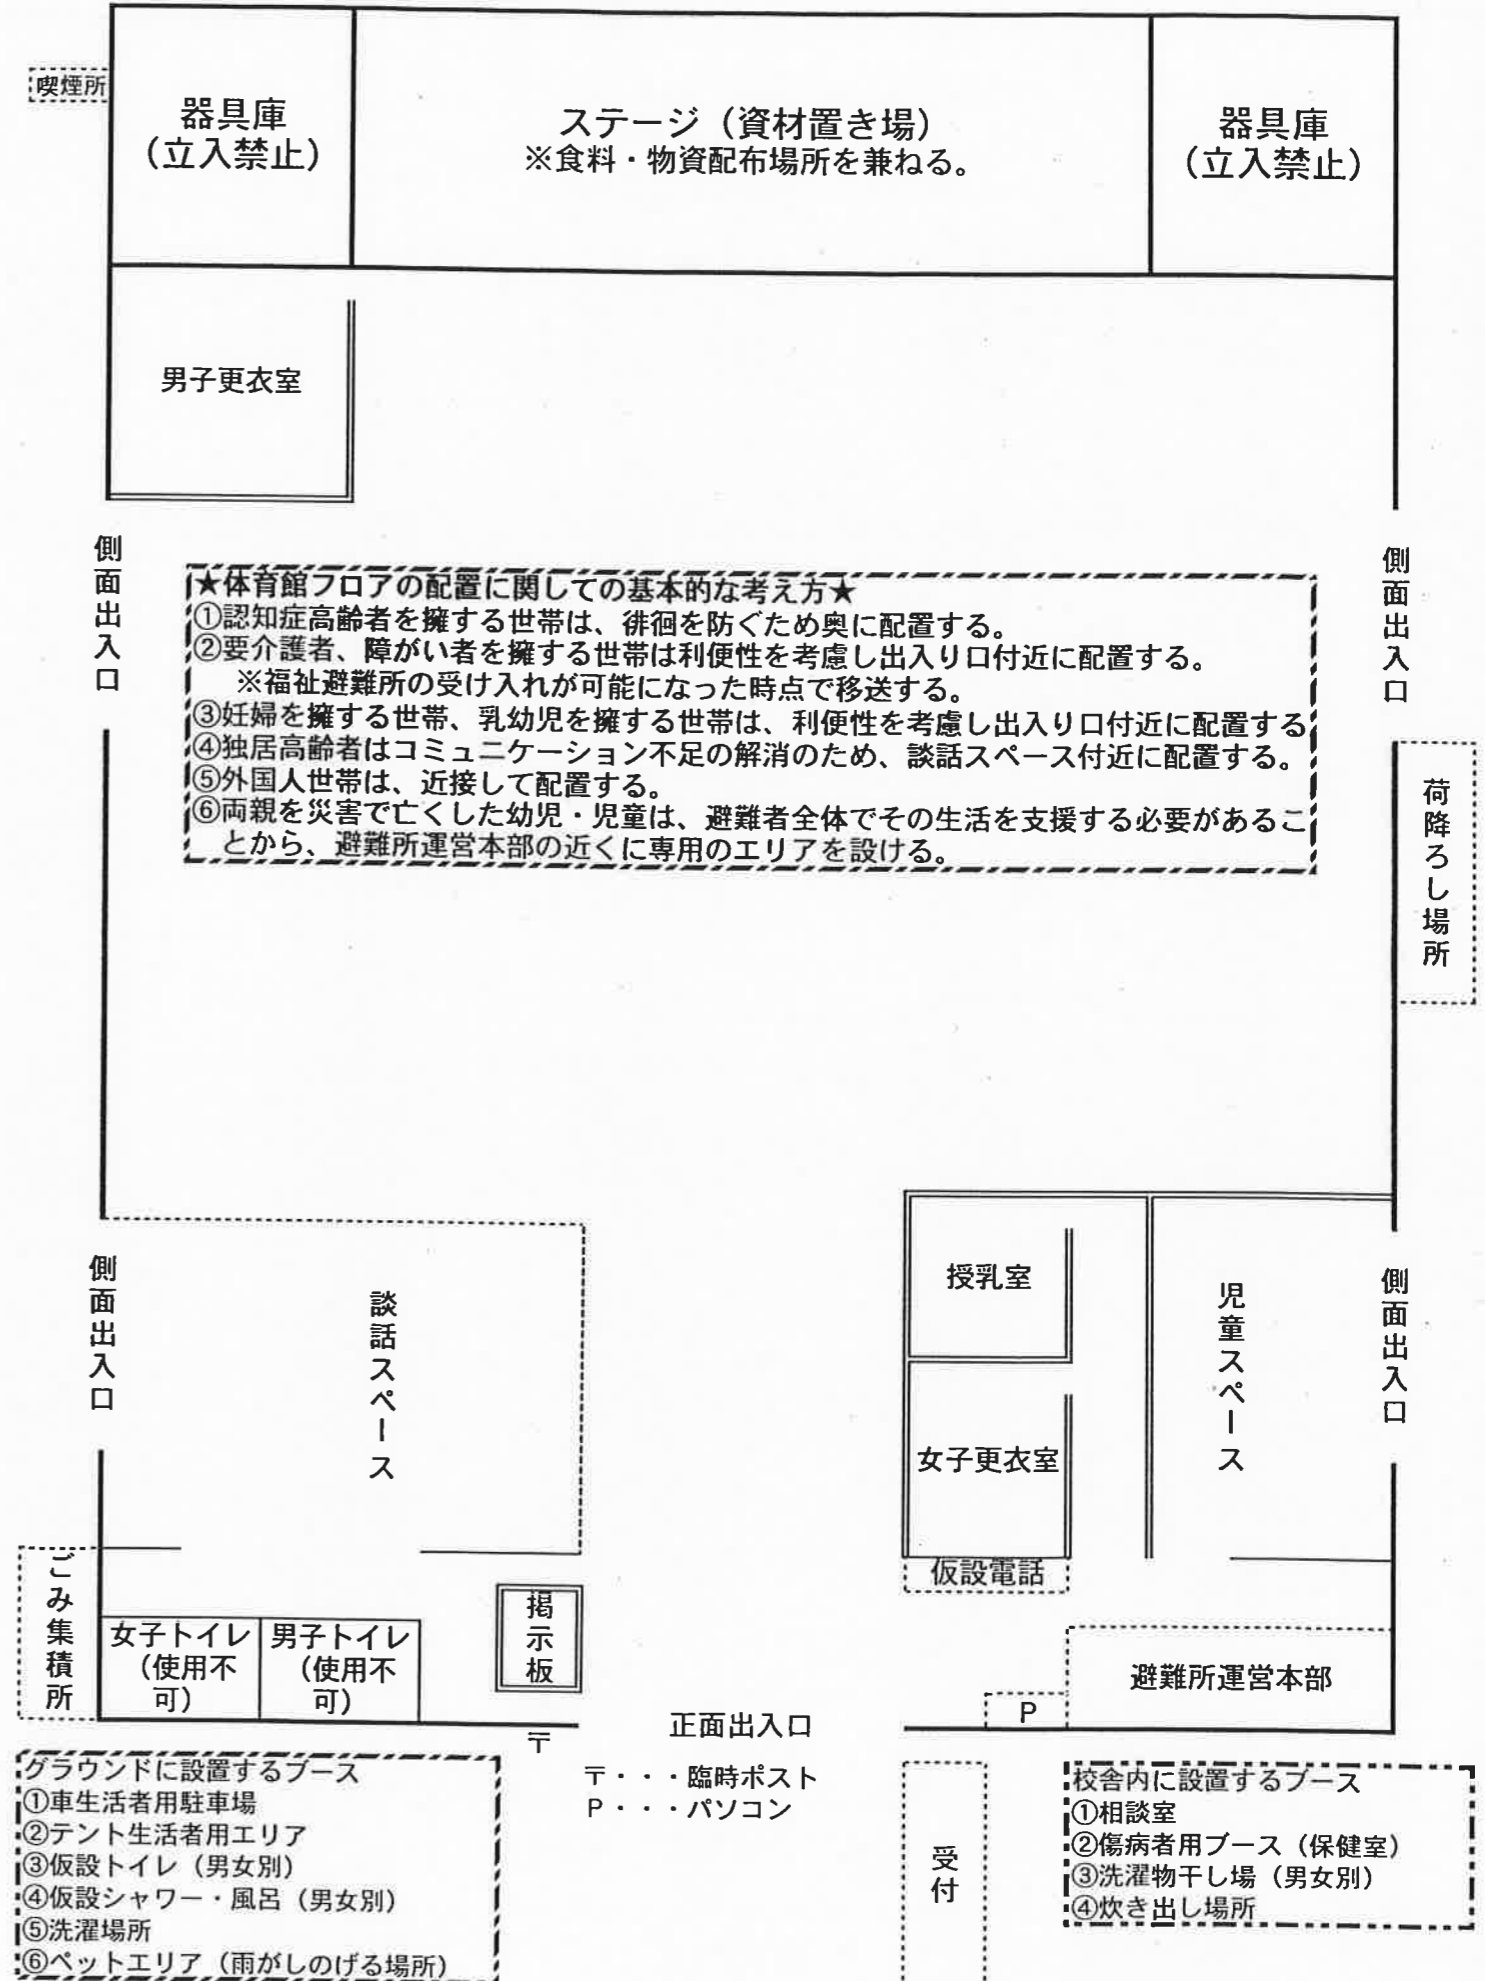 喫煙所
器具庫
（立入禁止）
ステージ（資材置き場）
※食料・物資配布場所を兼ねる。
器具庫
（立入禁止）
男子更衣室
側面出入口
側面出入口
★体育館フロアの配置に関しての基本的な考え方★
①認知症高齢者を擁する世帯は、徘徊を防ぐため奥に配置する。
②要介護者、障がい者を擁する世帯は利便性を考慮し出入り口付近に配置する。
※福祉避難所の受け入れが可能になった時点で移送する。
③妊婦を擁する世帯、乳幼児を擁する世帯は、利便性を考慮し出入り口付近に配置する
④独居高齢者はコミュニケーション不足の解消のため、談話スペース付近に配置する。
⑤外国人世帯は、近接して配置する。
⑥両親を災害で亡くした幼児・児童は、避難者全体でその生活を支援する必要があるこ
とから、避難所運営本部の近くに専用のエリアを設ける。
荷降ろし場所
側面出入口
談話スペース
授乳室
女子更衣室
児童スペース
側面出入口
仮設電話
ごみ集積所
女子トイレ
（使用不
可）
男子トイレ
（使用不
可）
掲示板
避難所運営本部
P
〒
正面出入口
〒・・・臨時ポスト
P・・・パソコン
グラウンドに設置するブース
①車生活者用駐車場
②テント生活者用エリア
③仮設トイレ（男女別）
④仮設シャワー・風呂（男女別）
⑤洗濯場所
⑥ペットエリア（雨がしのげる場所）
受付
校舎内に設置するブース
①相談室
②傷病者用ブース（保健室）
③洗濯物干し場（男女別）
④炊き出し場所